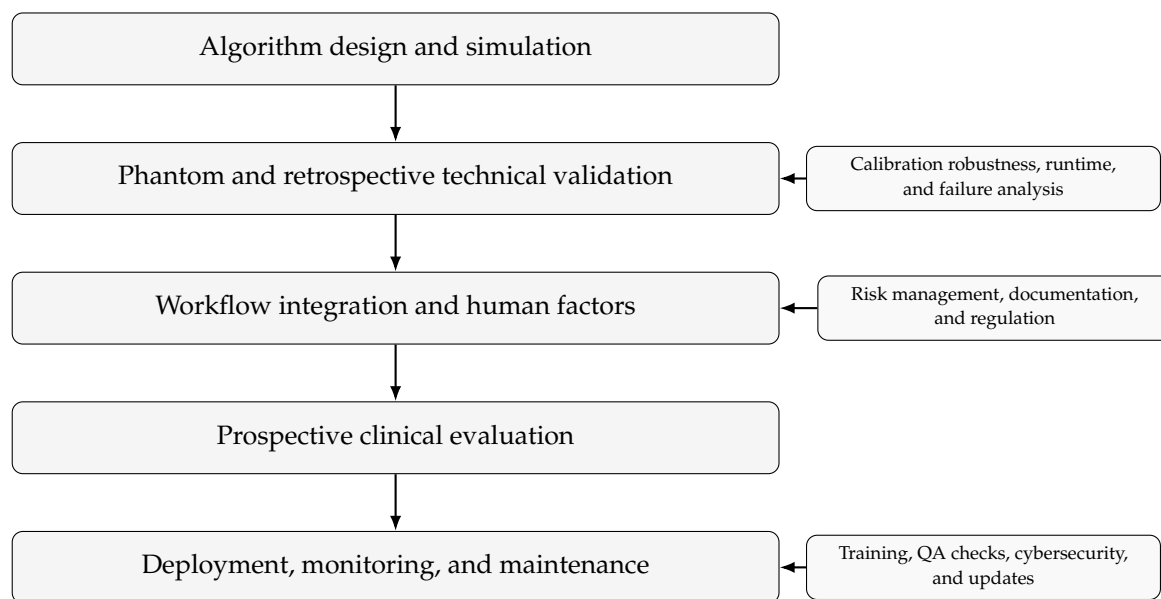 Algorithm design and simulation
Phantom and retrospective technical validation
Calibration robustness, runtime,
and failure analysis
Workflow integration and human factors
Risk management, documentation,
and regulation
Prospective clinical evaluation
Deployment, monitoring, and maintenance
Training, QA checks, cybersecurity,
and updates